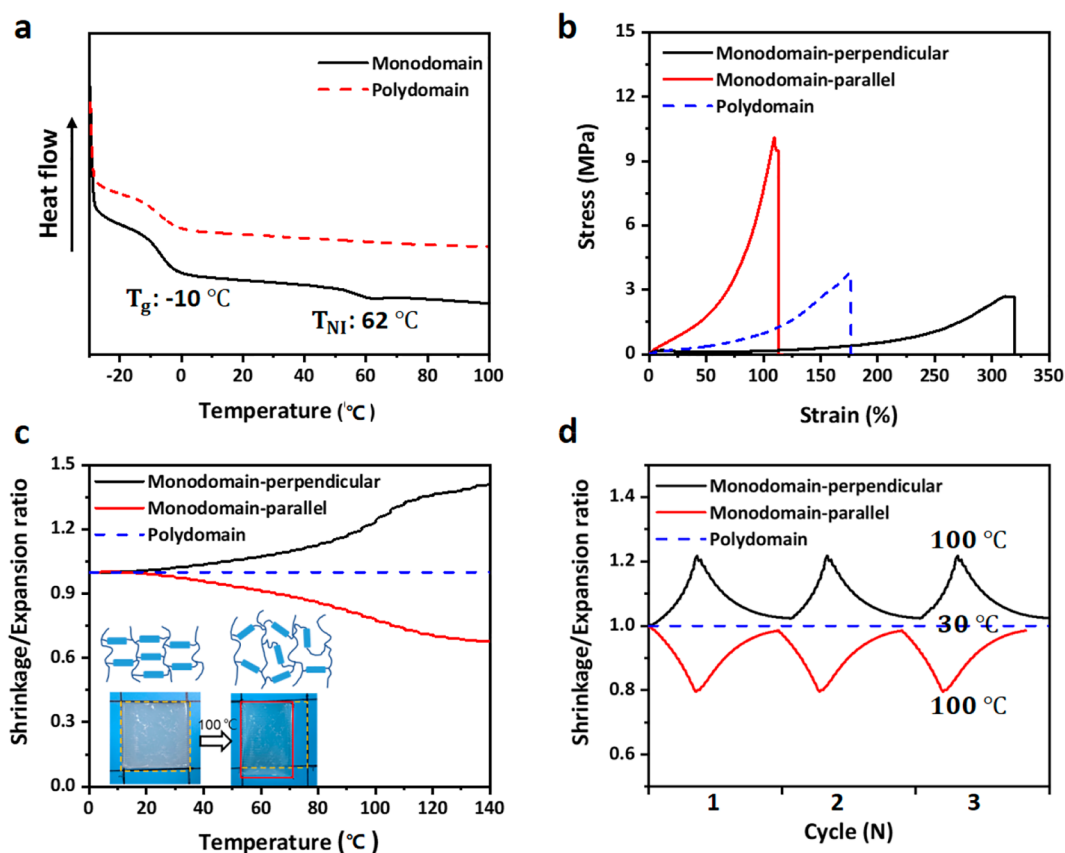 a
Monodomain
Polydomain
Heat flow
Tg: -10 °C
TNI: 62 °C
-20 0 20 40 60 80 100
Temperature (°C)
b
Monodomain-perpendicular
Monodomain-parallel
Polydomain
15
12
9
6
3
0
Stress (MPa)
0 50 100 150 200 250 300 350
Strain (%)
c
Monodomain-perpendicular
Monodomain-parallel
Polydomain
1.5
1.2
0.9
0.6
0.3
0.0
Shrinkage/Expansion ratio
100 °C
0 20 40 60 80 100 120 140
Temperature (°C)
d
Monodomain-perpendicular
Monodomain-parallel
Polydomain
1.4
1.2
1.0
0.8
0.6
Shrinkage/Expansion ratio
100 °C
30 °C
100 °C
1 2 3
Cycle (N)